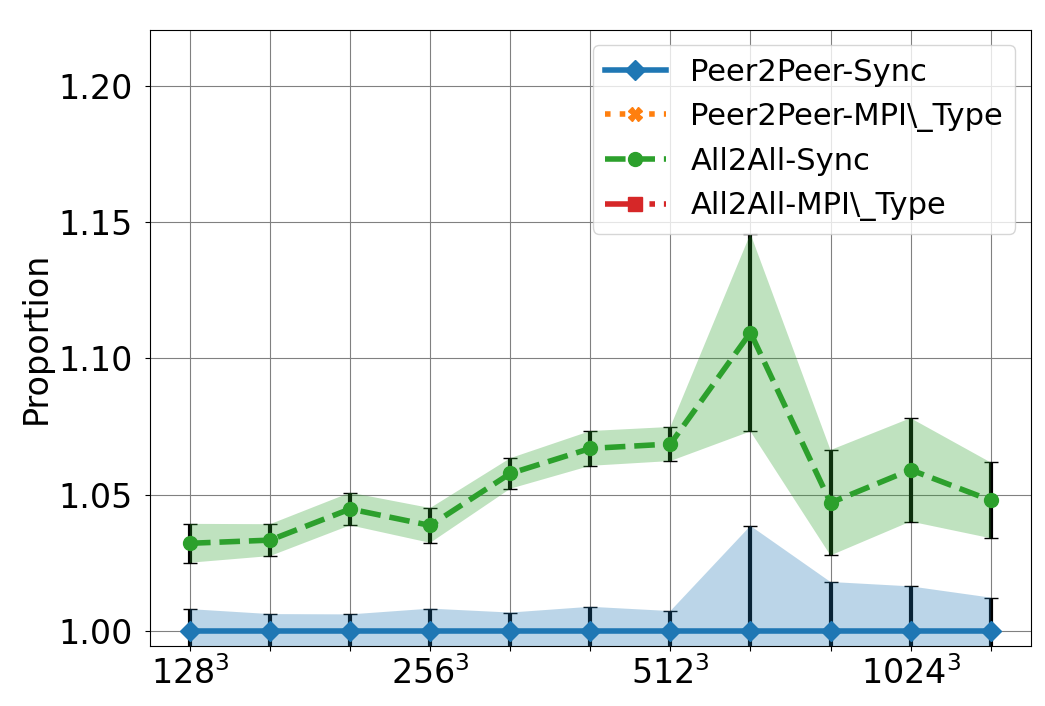 Peer2Peer-Sync
Peer2Peer-MPI\_Type
All2All-Sync
All2All-MPI\_Type
Proportion
1.20
1.15
1.10
1.05
1.00
128³ 256³ 512³ 1024³